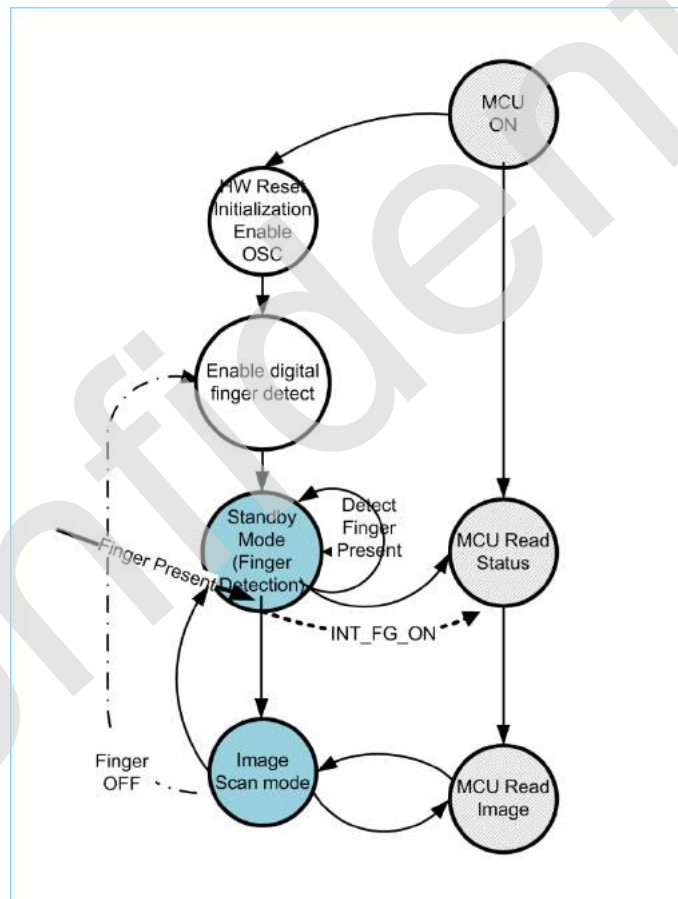 MCU
ON
HW Reset
Initialization
Enable
OSC
Enable digital
finger detect
Standby
Mode
(Finger
Detection)
Detect
Finger
Present
MCU Read
Status
Finger Present
INT_FG_ON
Finger
OFF
Image
Scan mode
MCU Read
Image